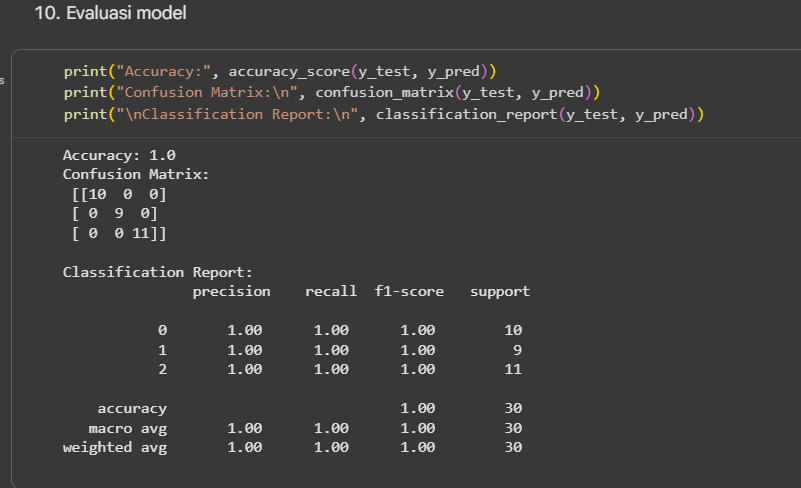 10. Evaluasi model
s
print("Accuracy:", accuracy_score(y_test, y_pred))
print("Confusion Matrix:\n", confusion_matrix(y_test, y_pred))
print("\nClassification Report:\n", classification_report(y_test, y_pred))
Accuracy: 1.0
Confusion Matrix:
 [[10  0  0]
 [ 0  9  0]
 [ 0  0 11]]
Classification Report:
               precision    recall  f1-score   support
           0       1.00      1.00      1.00        10
           1       1.00      1.00      1.00         9
           2       1.00      1.00      1.00        11
    accuracy                           1.00        30
   macro avg       1.00      1.00      1.00        30
weighted avg       1.00      1.00      1.00        30